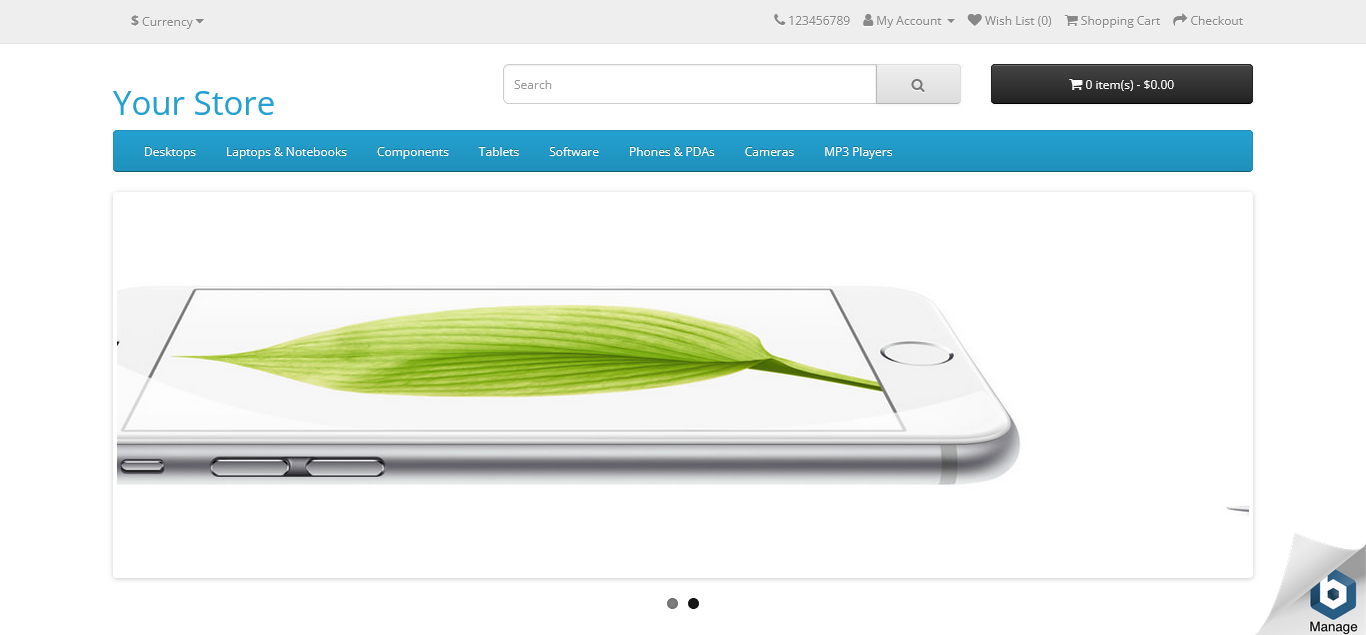 $ Currency
123456789 My Account Wish List (0) Shopping Cart Checkout
Your Store
Search
0 item(s) - $0.00
Desktops Laptops & Notebooks Components Tablets Software Phones & PDAs Cameras MP3 Players
Manage